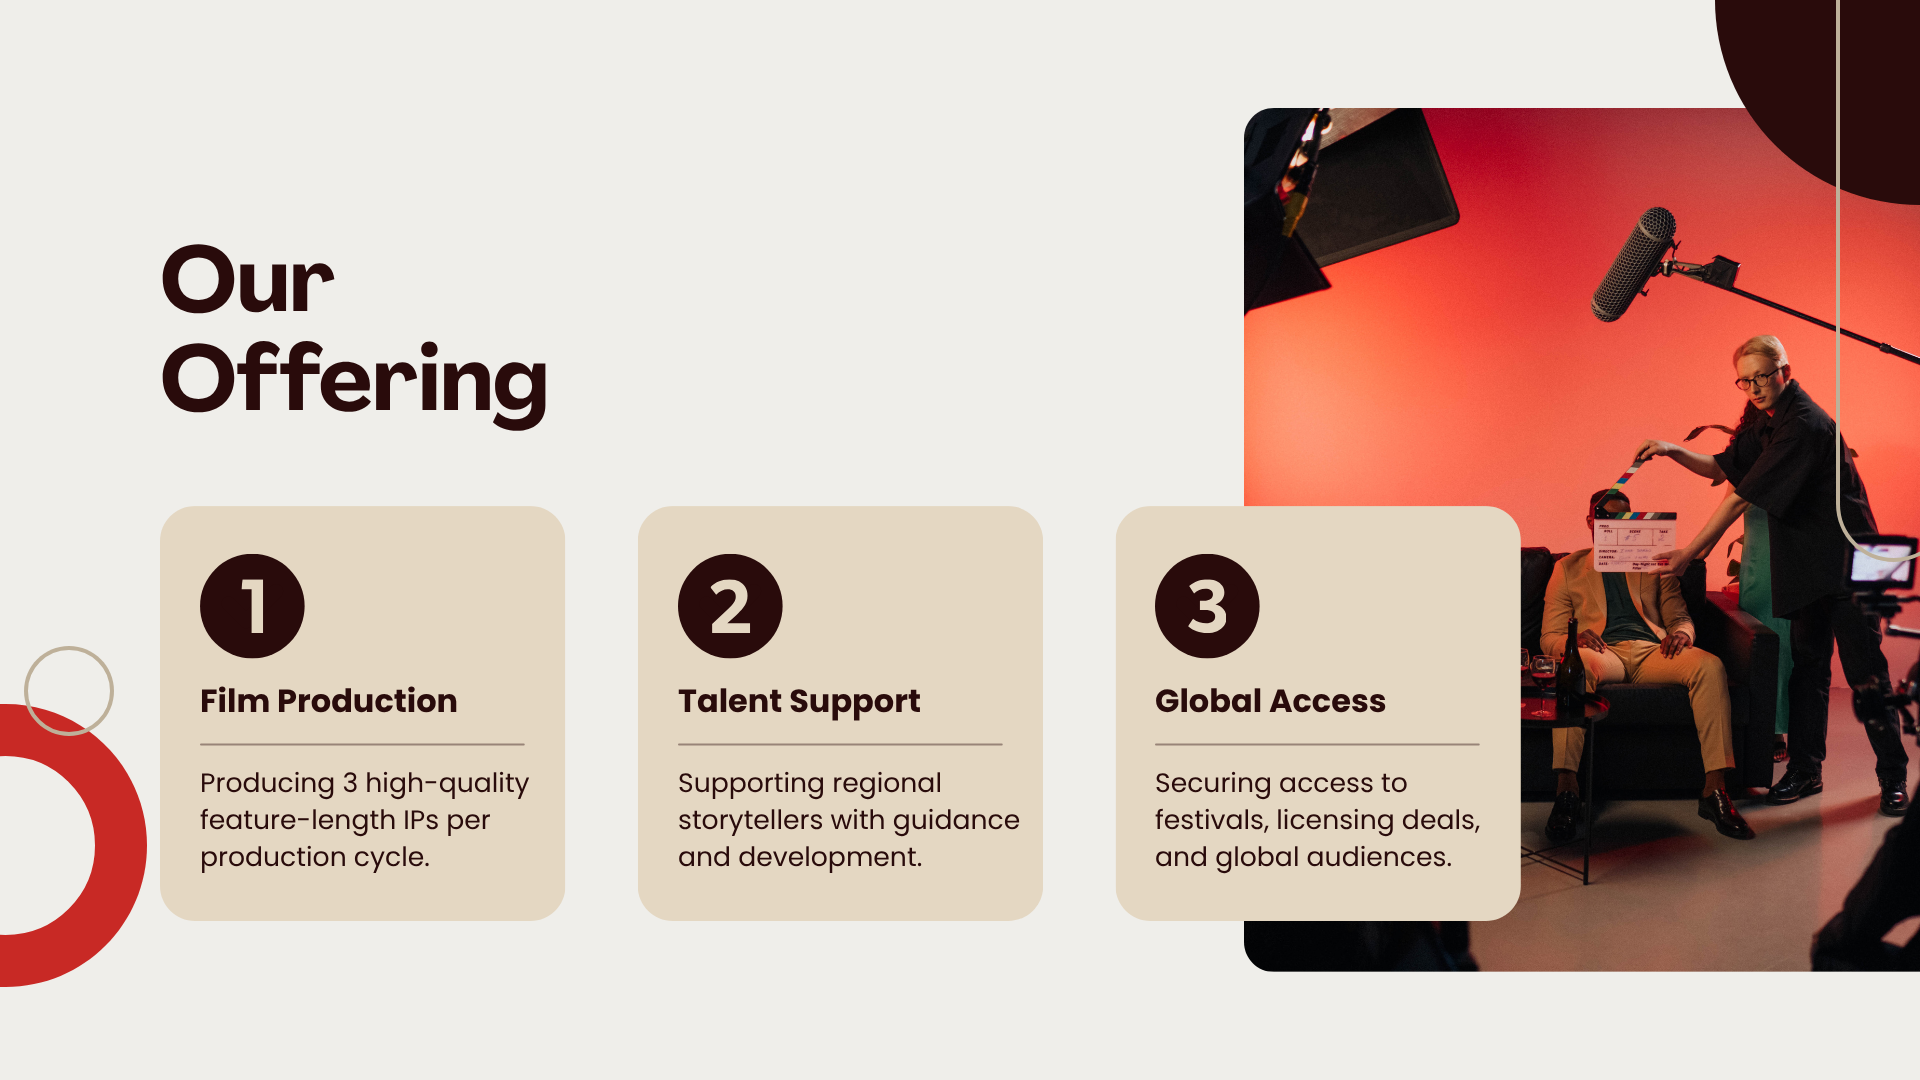 Our
Offering
1
Film Production
Producing 3 high-quality
feature-length IPs per
production cycle.
2
Talent Support
Supporting regional
storytellers with guidance
and development.
3
Global Access
Securing access to
festivals, licensing deals,
and global audiences.